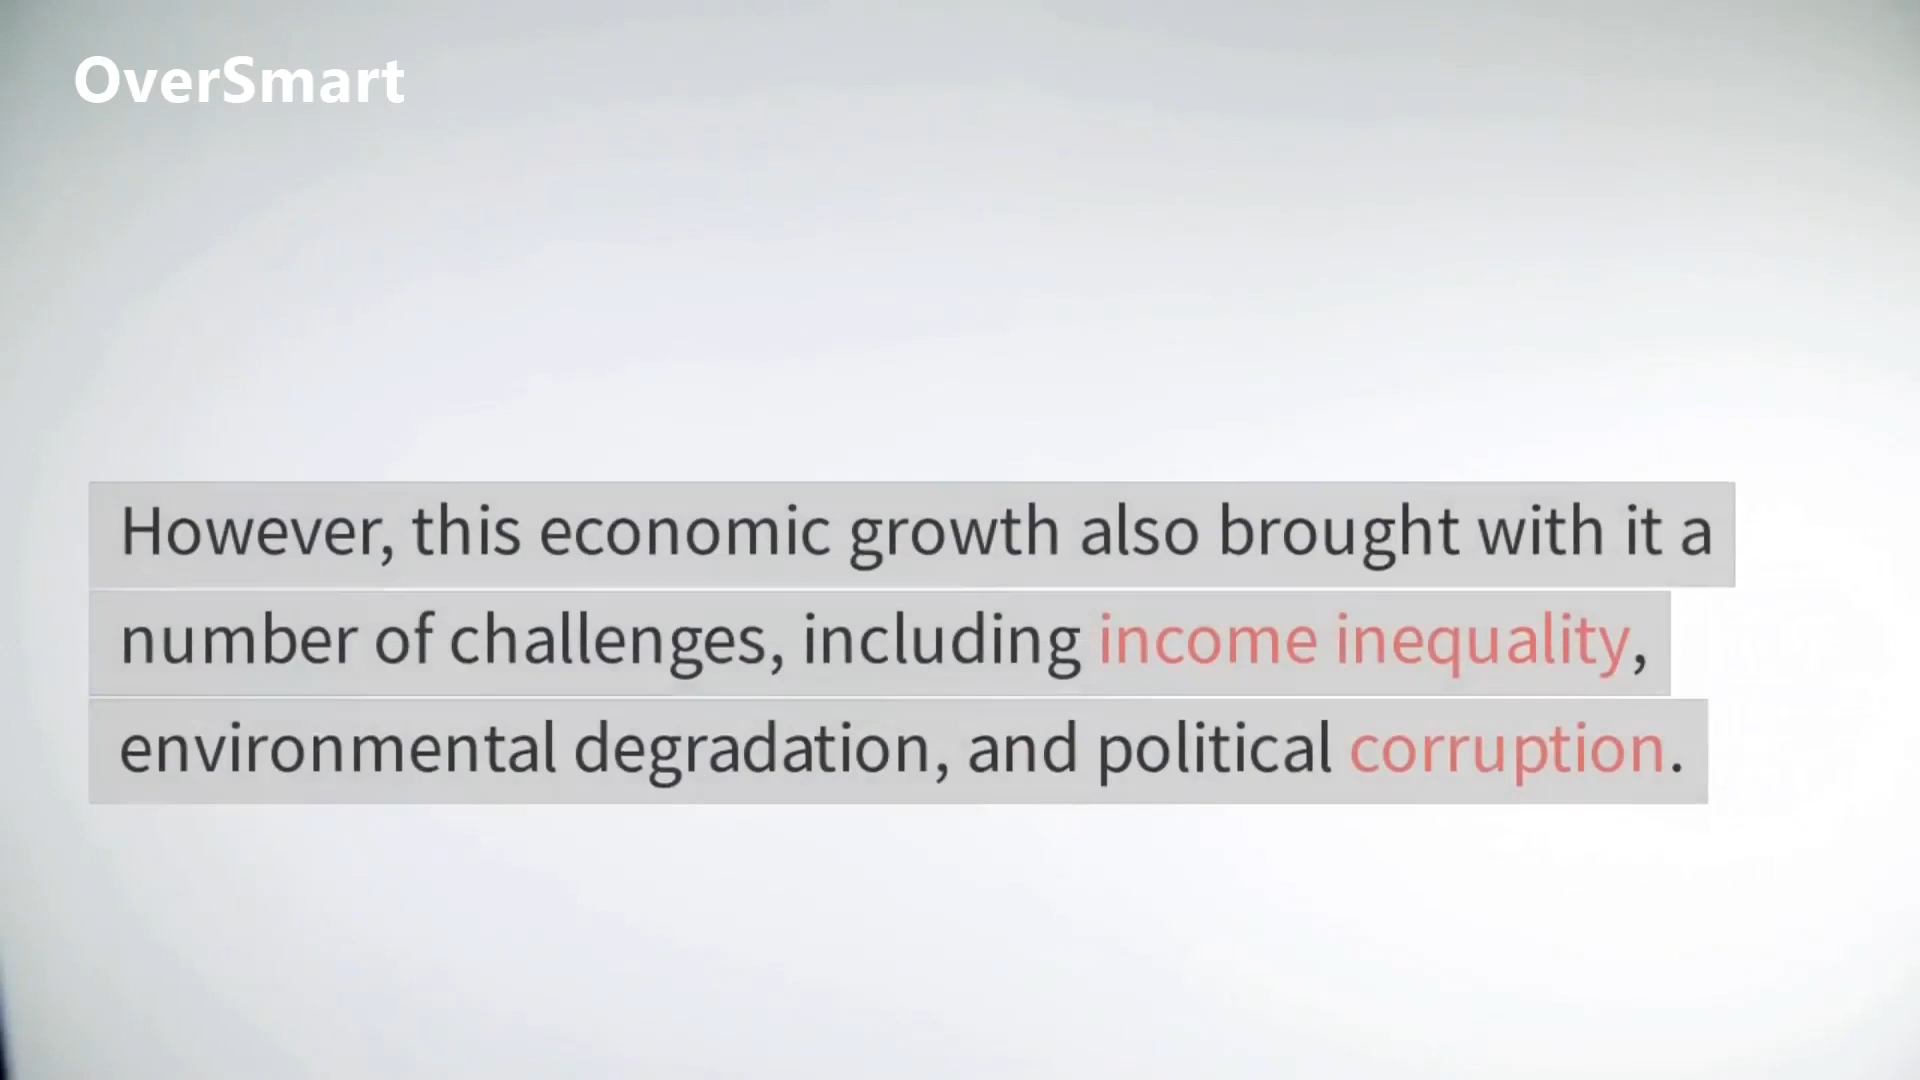 OverSmart
However, this economic growth also brought with it a
number of challenges, including income inequality,
environmental degradation, and political corruption.